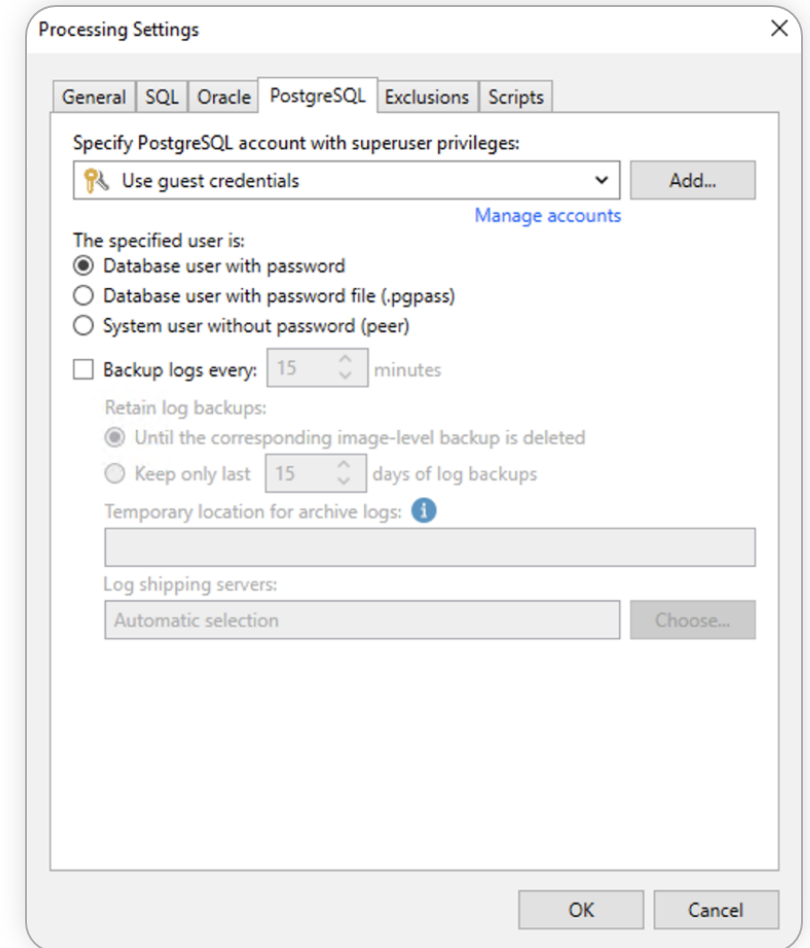 Processing Settings
General SQL Oracle PostgreSQL Exclusions Scripts
Specify PostgreSQL account with superuser privileges:
Use guest credentials Add...
Manage accounts
The specified user is:
Database user with password
Database user with password file (.pgpass)
System user without password (peer)
Backup logs every: 15 minutes
Retain log backups:
Until the corresponding image-level backup is deleted
Keep only last 15 days of log backups
Temporary location for archive logs: i
Log shipping servers:
Automatic selection Choose...
OK Cancel